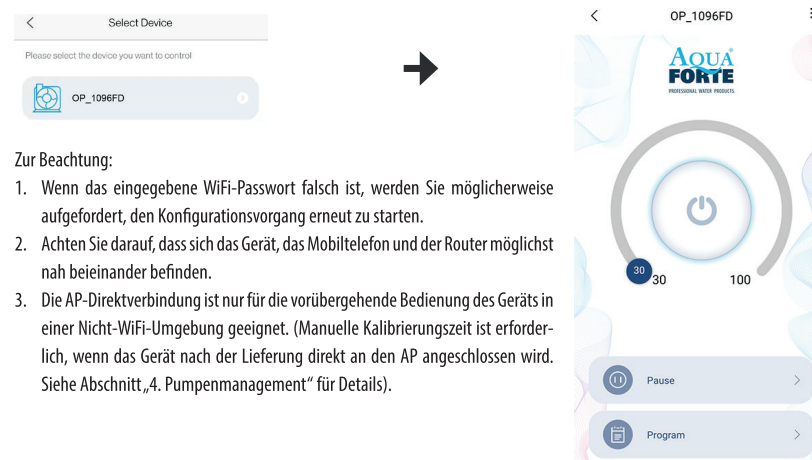 Select Device
Please select the device you want to control
OP_1096FD
Zur Beachtung:
1. Wenn das eingegebene WiFi-Passwort falsch ist, werden Sie möglicherweise
aufgefordert, den Konfigurationsvorgang erneut zu starten.
2. Achten Sie darauf, dass sich das Gerät, das Mobiltelefon und der Router möglichst
nah beieinander befinden.
3. Die AP-Direktverbindung ist nur für die vorübergehende Bedienung des Geräts in
einer Nicht-WiFi-Umgebung geeignet. (Manuelle Kalibrierungszeit ist erforder-
lich, wenn das Gerät nach der Lieferung direkt an den AP angeschlossen wird.
Siehe Abschnitt „4. Pumpenmanagement“ für Details).
OP_1096FD
AQUA®
FORTE
PROFESSIONAL WATER PRODUCTS
30
30 100
Pause
Program